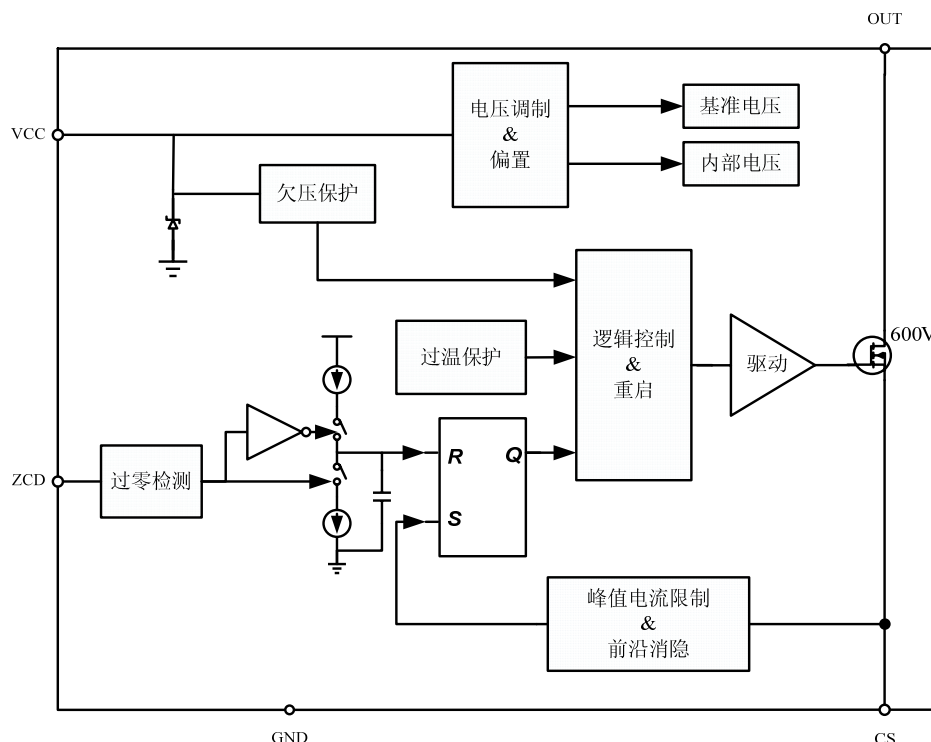 OUT
VCC
电压调制
&
偏置
基准电压
内部电压
欠压保护
过温保护
逻辑控制
&
重启
驱动
600V
ZCD
过零检测
R
Q
S
峰值电流限制
&
前沿消隐
GND
CS